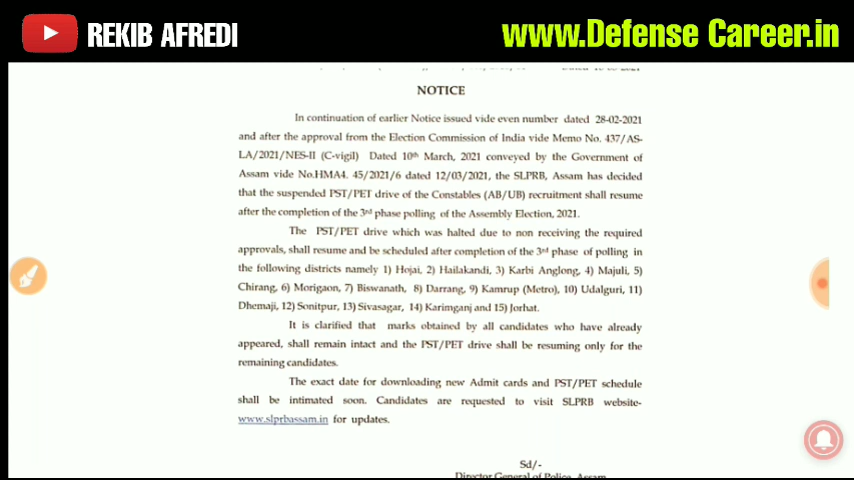 REKIB AFREDI
www.Defense Career.in
NOTICE
In continuation of earlier Notice issued vide even number dated 28-02-2021
and after the approval from the Election Commission of India vide Memo No. 437/AS-
LA/2021/NES-II (C-vigil) Dated 10th March, 2021 conveyed by the Government of
Assam vide No.HMA4. 45/2021/6 dated 12/03/2021, the SLPRB, Assam has decided
that the suspended PST/PET drive of the Constables (AB/UB) recruitment shall resume
after the completion of the 3rd phase polling of the Assembly Election, 2021.
The PST/PET drive which was halted due to non receiving the required
approvals, shall resume and be scheduled after completion of the 3rd phase of polling in
the following districts namely 1) Hojai, 2) Hailakandi, 3) Karbi Anglong, 4) Majuli, 5)
Chirang, 6) Morigaon, 7) Biswanath, 8) Darrang, 9) Kamrup (Metro), 10) Udalguri, 11)
Dhemaji, 12) Sonitpur, 13) Sivasagar, 14) Karimganj and 15) Jorhat.
It is clarified that marks obtained by all candidates who have already
appeared, shall remain intact and the PST/PET drive shall be resuming only for the
remaining candidates.
The exact date for downloading new Admit cards and PST/PET schedule
shall be intimated soon. Candidates are requested to visit SLPRB website-
www.slprbassam.in for updates.
Sd/-
Director General of Police, Assam